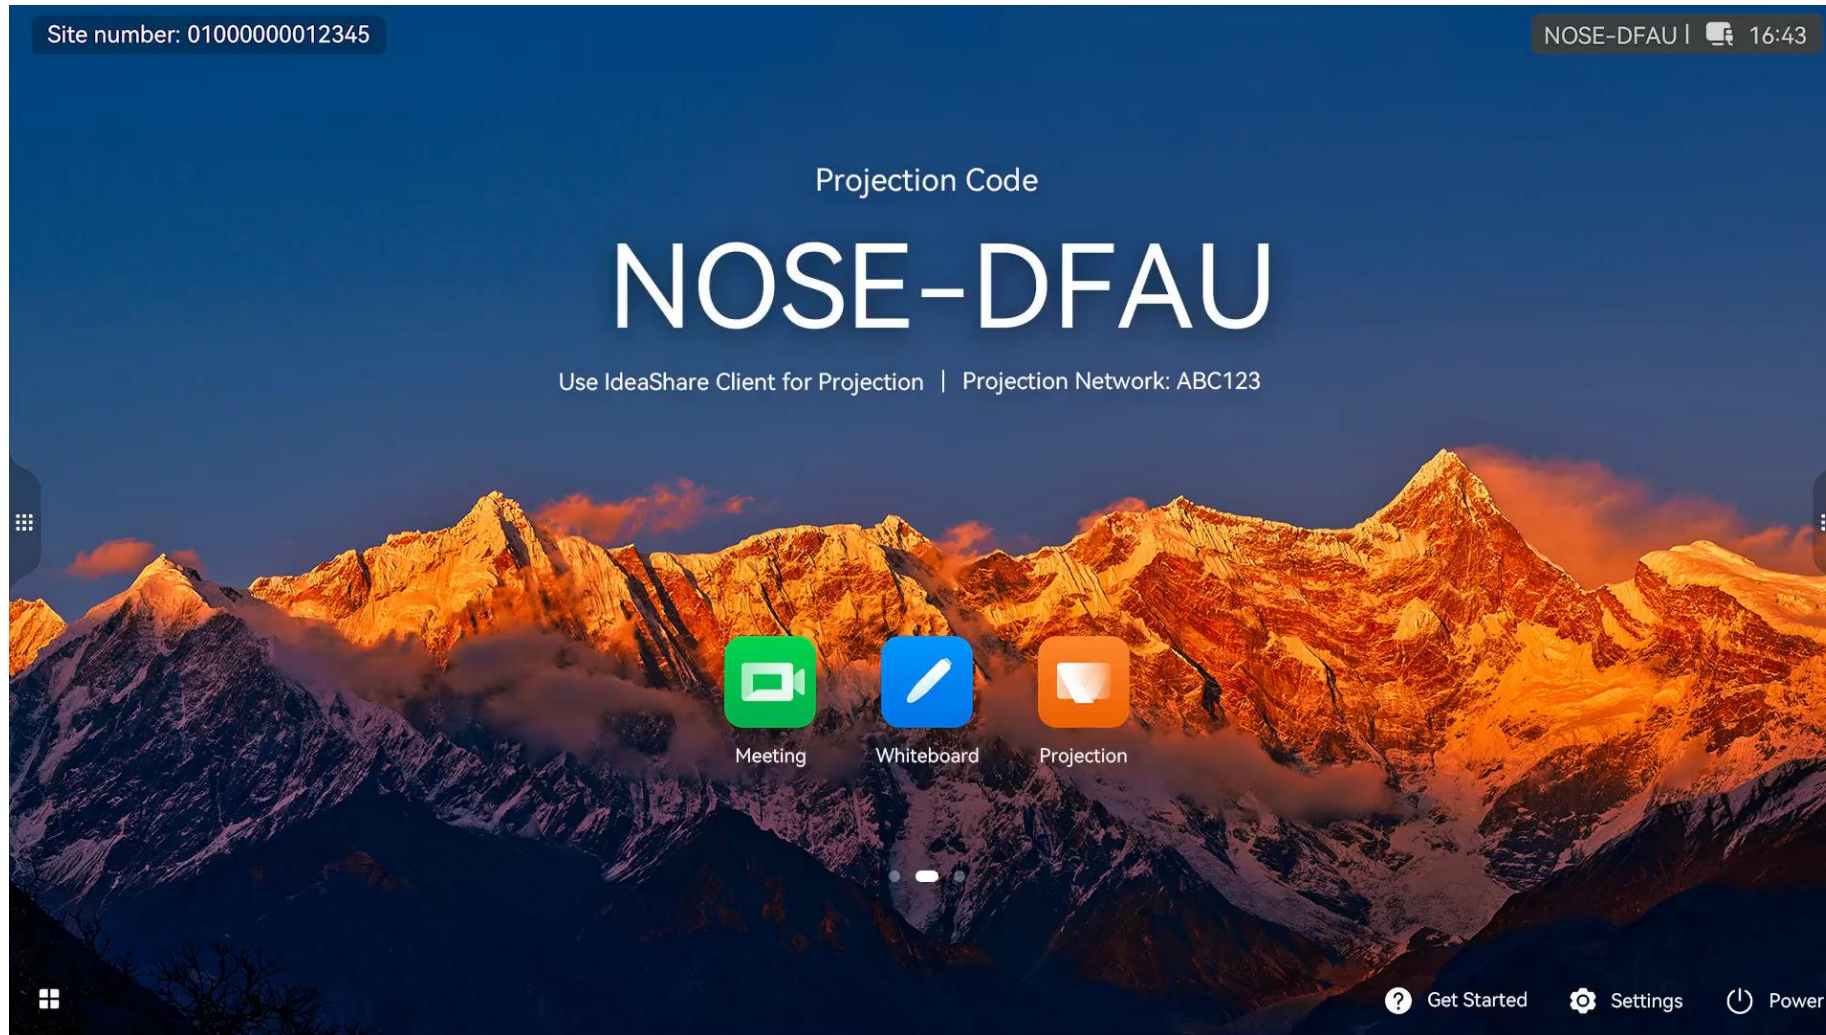 Site number: 01000000012345
NOSE-DFAU | 16:43
Projection Code
NOSE-DFAU
Use IdeaShare Client for Projection | Projection Network: ABC123
Meeting Whiteboard Projection
? Get Started Settings Power